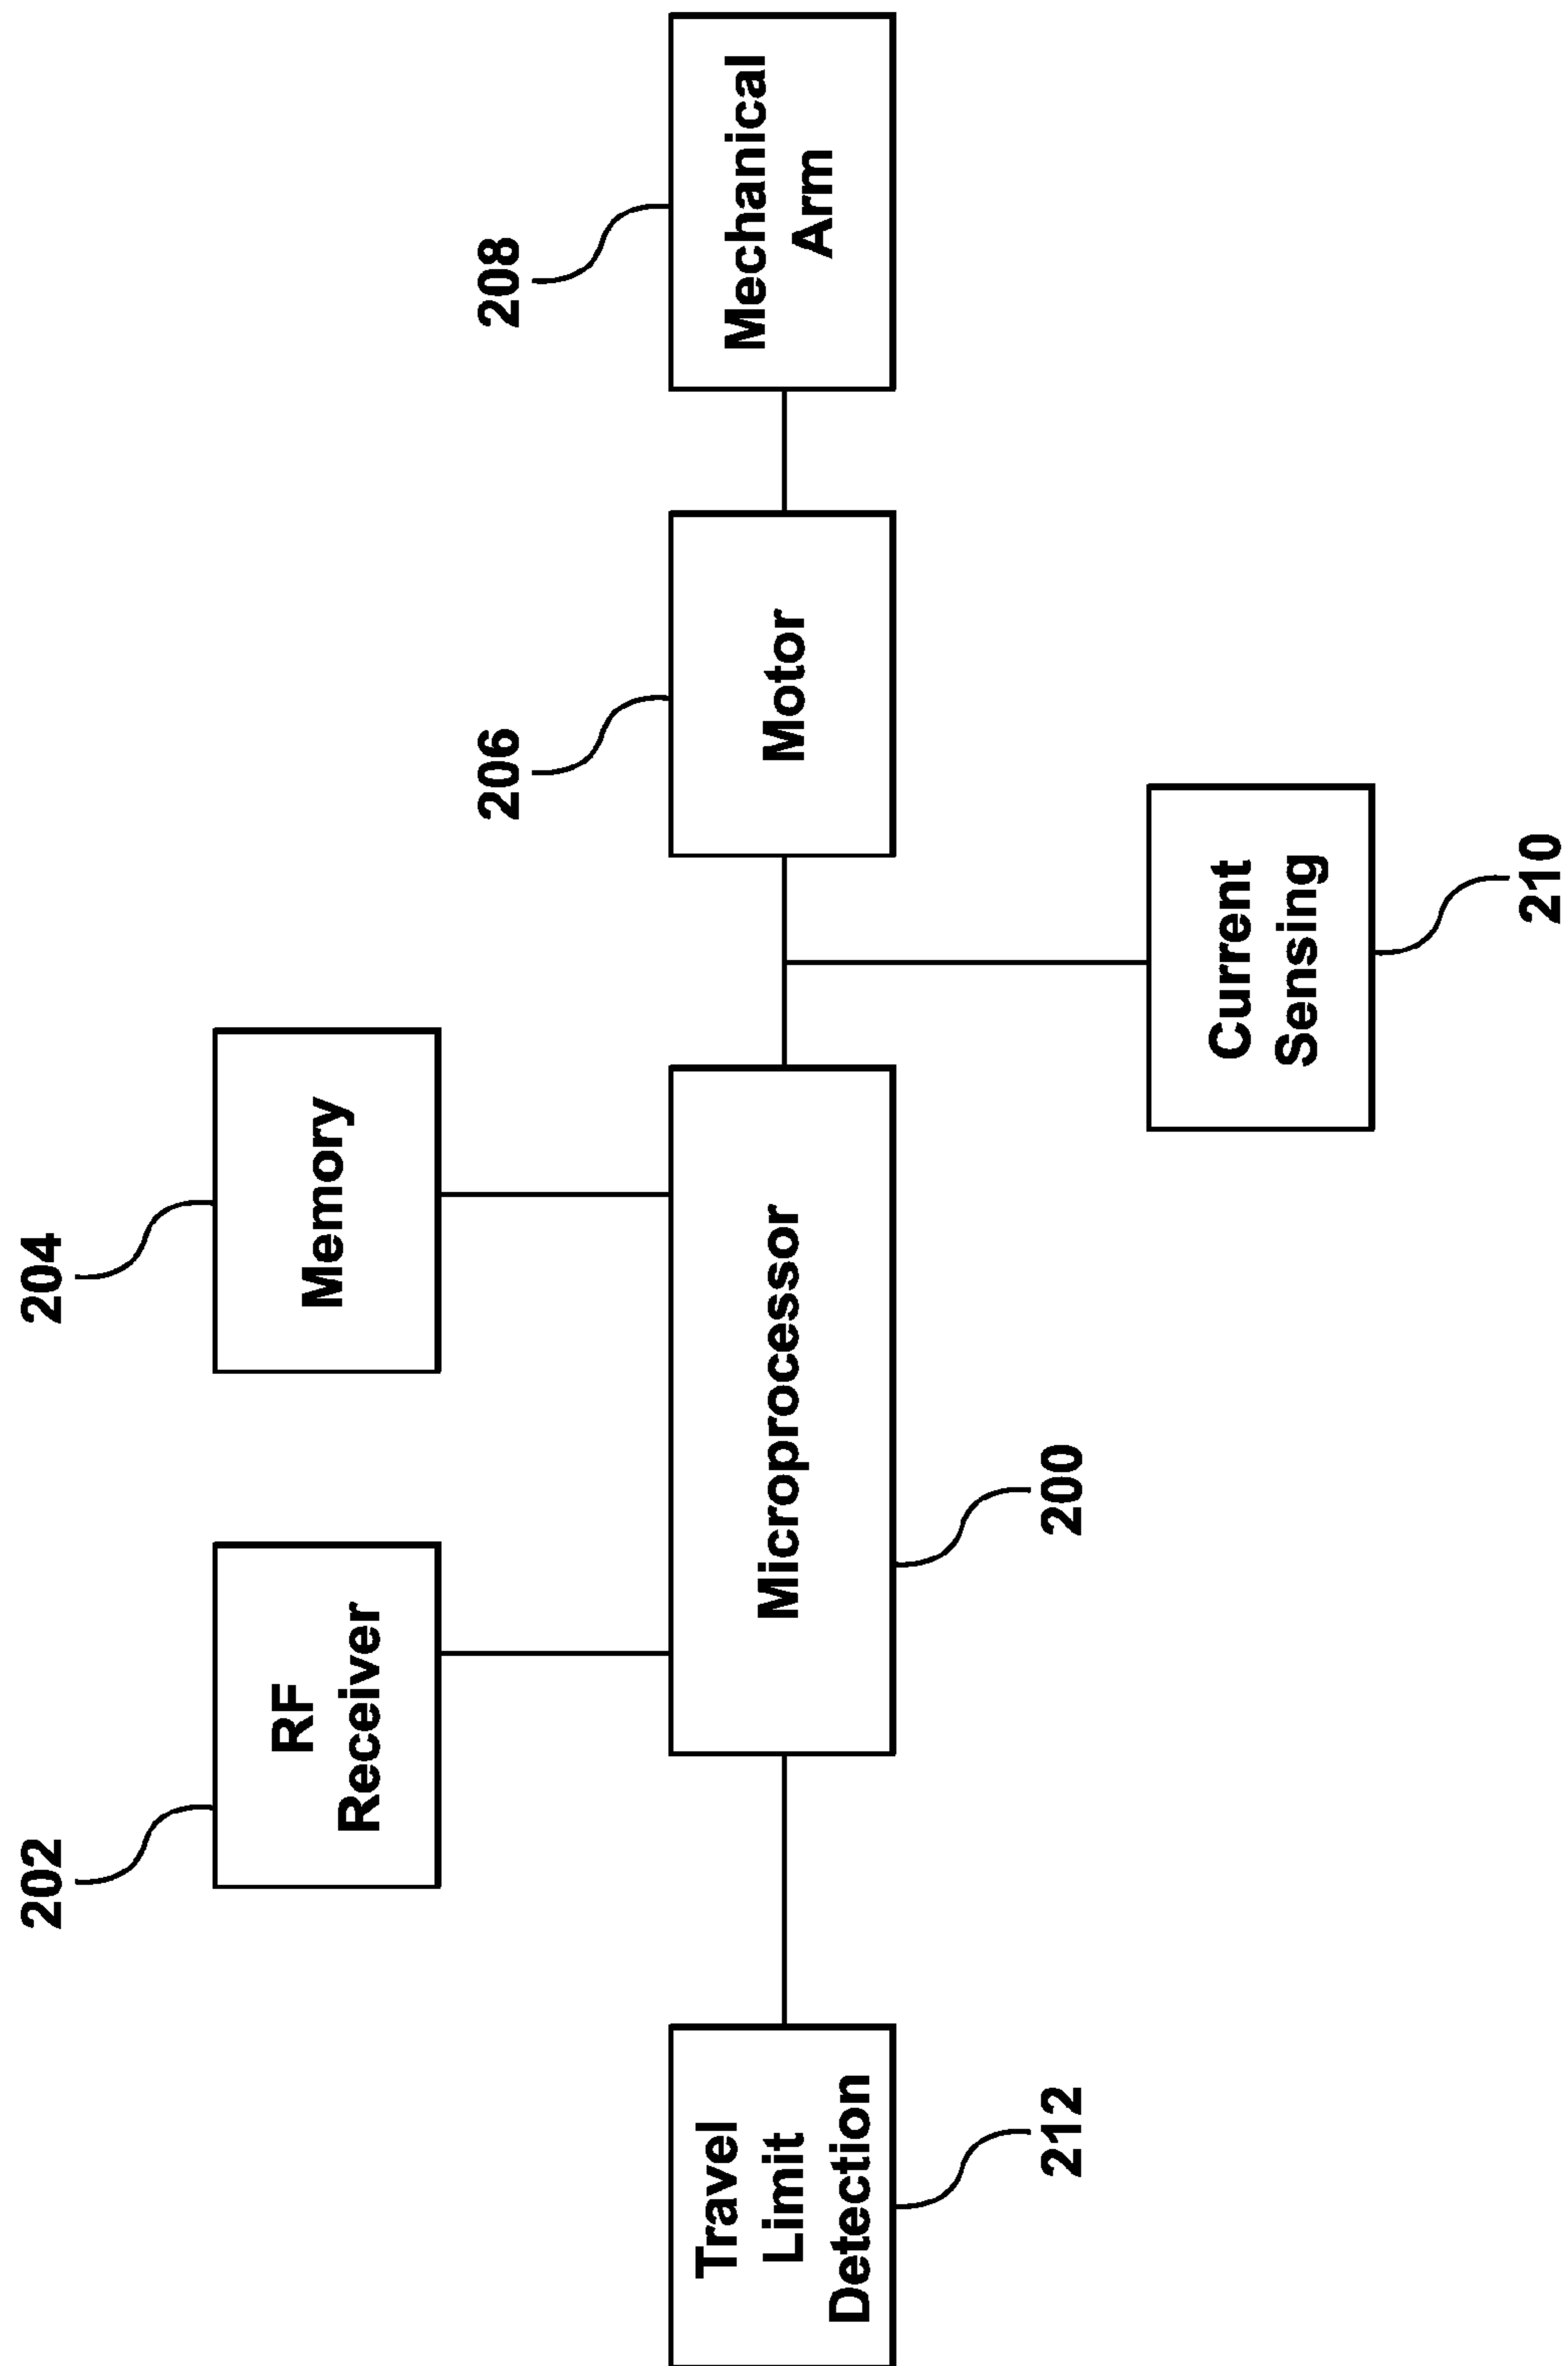 202
204
RF
Receiver
Memory
206
208
Travel
Limit
Detection
Microprocessor
Motor
Mechanical
Arm
212
200
Current
Sensing
210